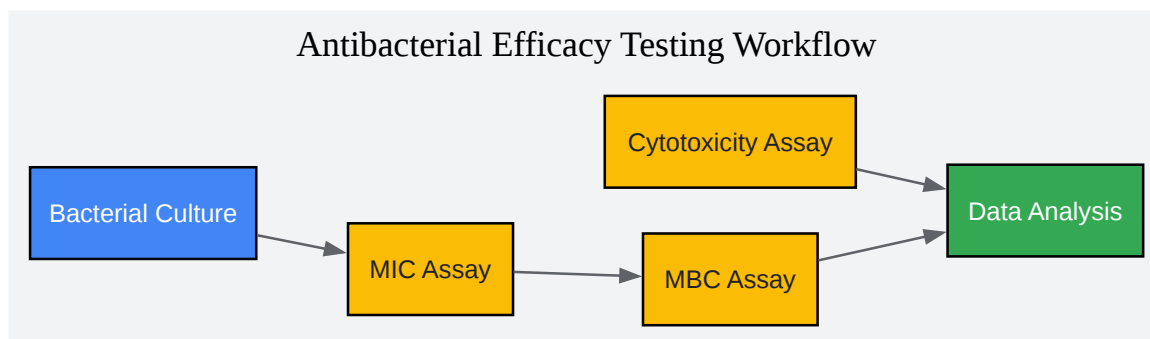 Antibacterial Efficacy Testing Workflow
Cytotoxicity Assay
Bacterial Culture
Data Analysis
MIC Assay
MBC Assay